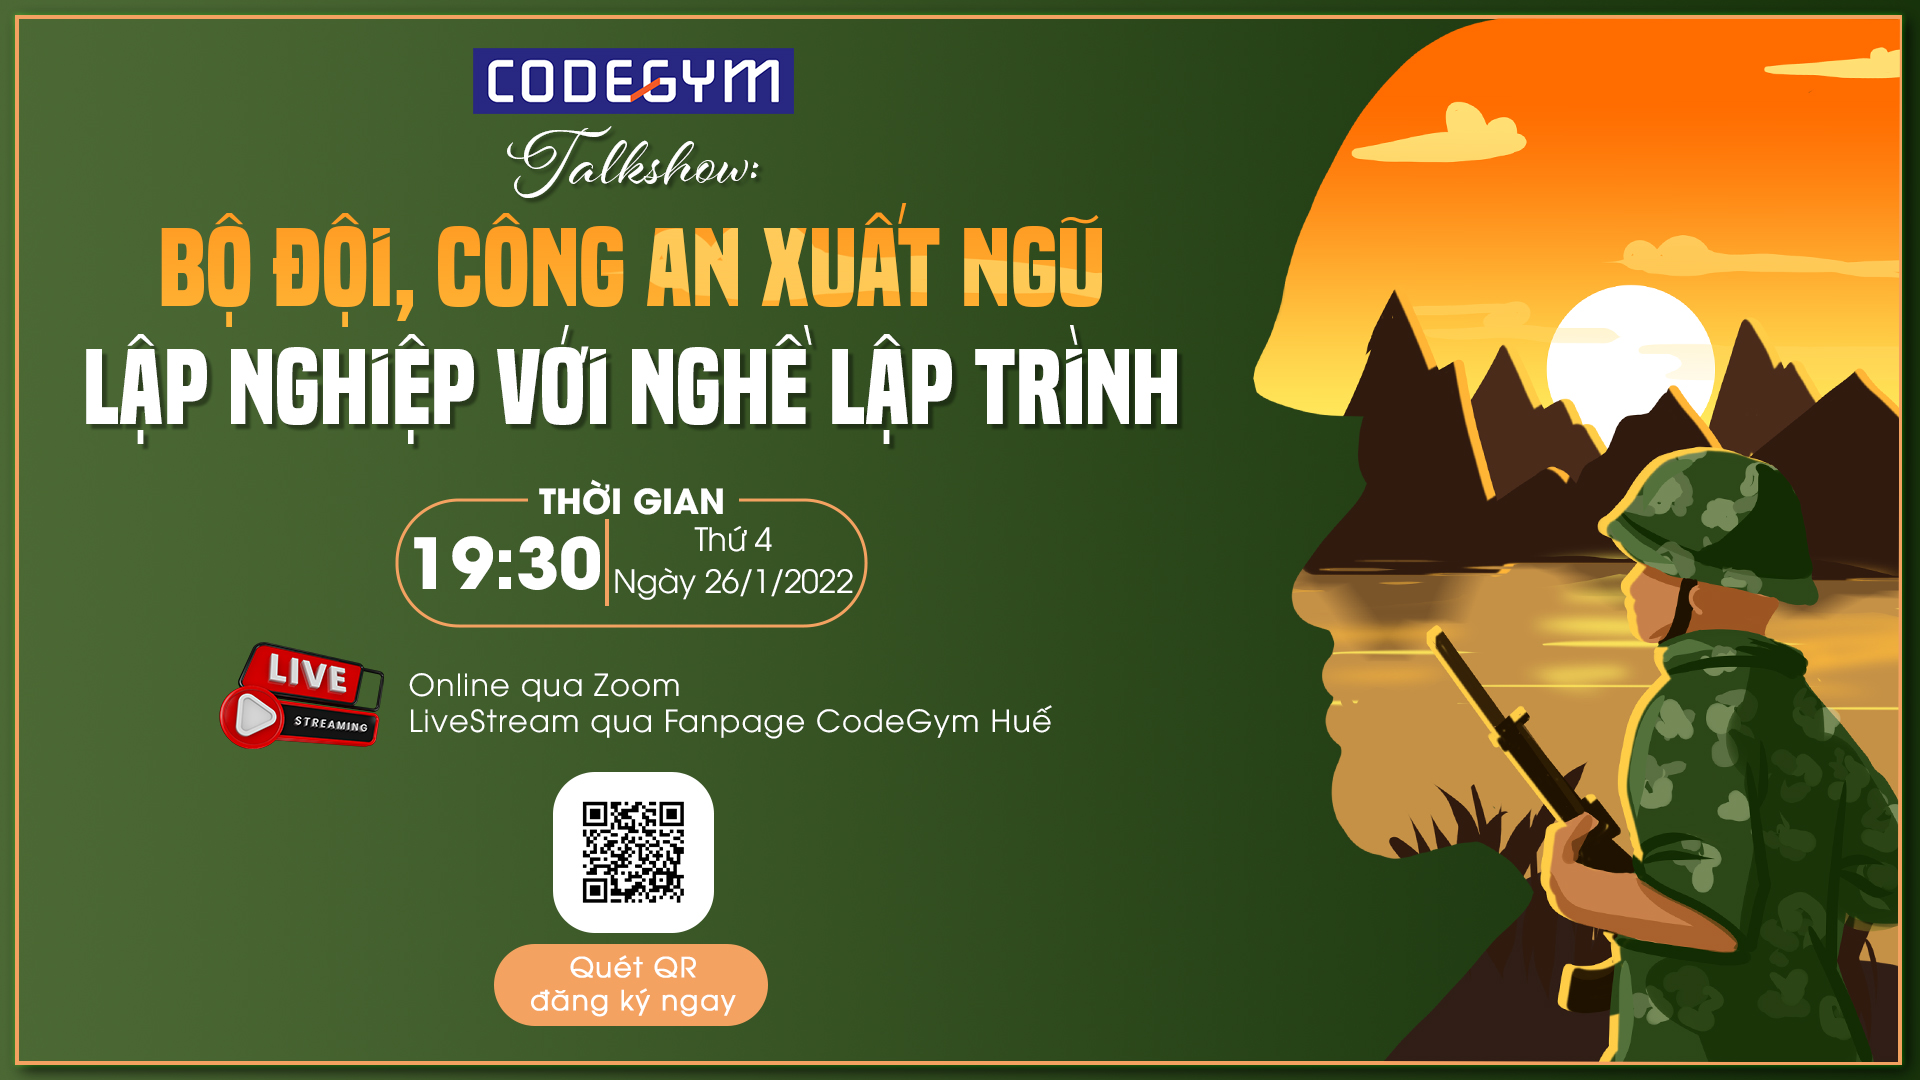 CODEGYM
Talkshow:
BỘ ĐỘI, CÔNG AN XUẤT NGŨ
LẬP NGHIỆP VỚI NGHỀ LẬP TRÌNH
THỜI GIAN
19:30
Thứ 4
Ngày 26/1/2022
LIVE
STREAMING
Online qua Zoom
LiveStream qua Fanpage CodeGym Huế
Quét QR
đăng ký ngay